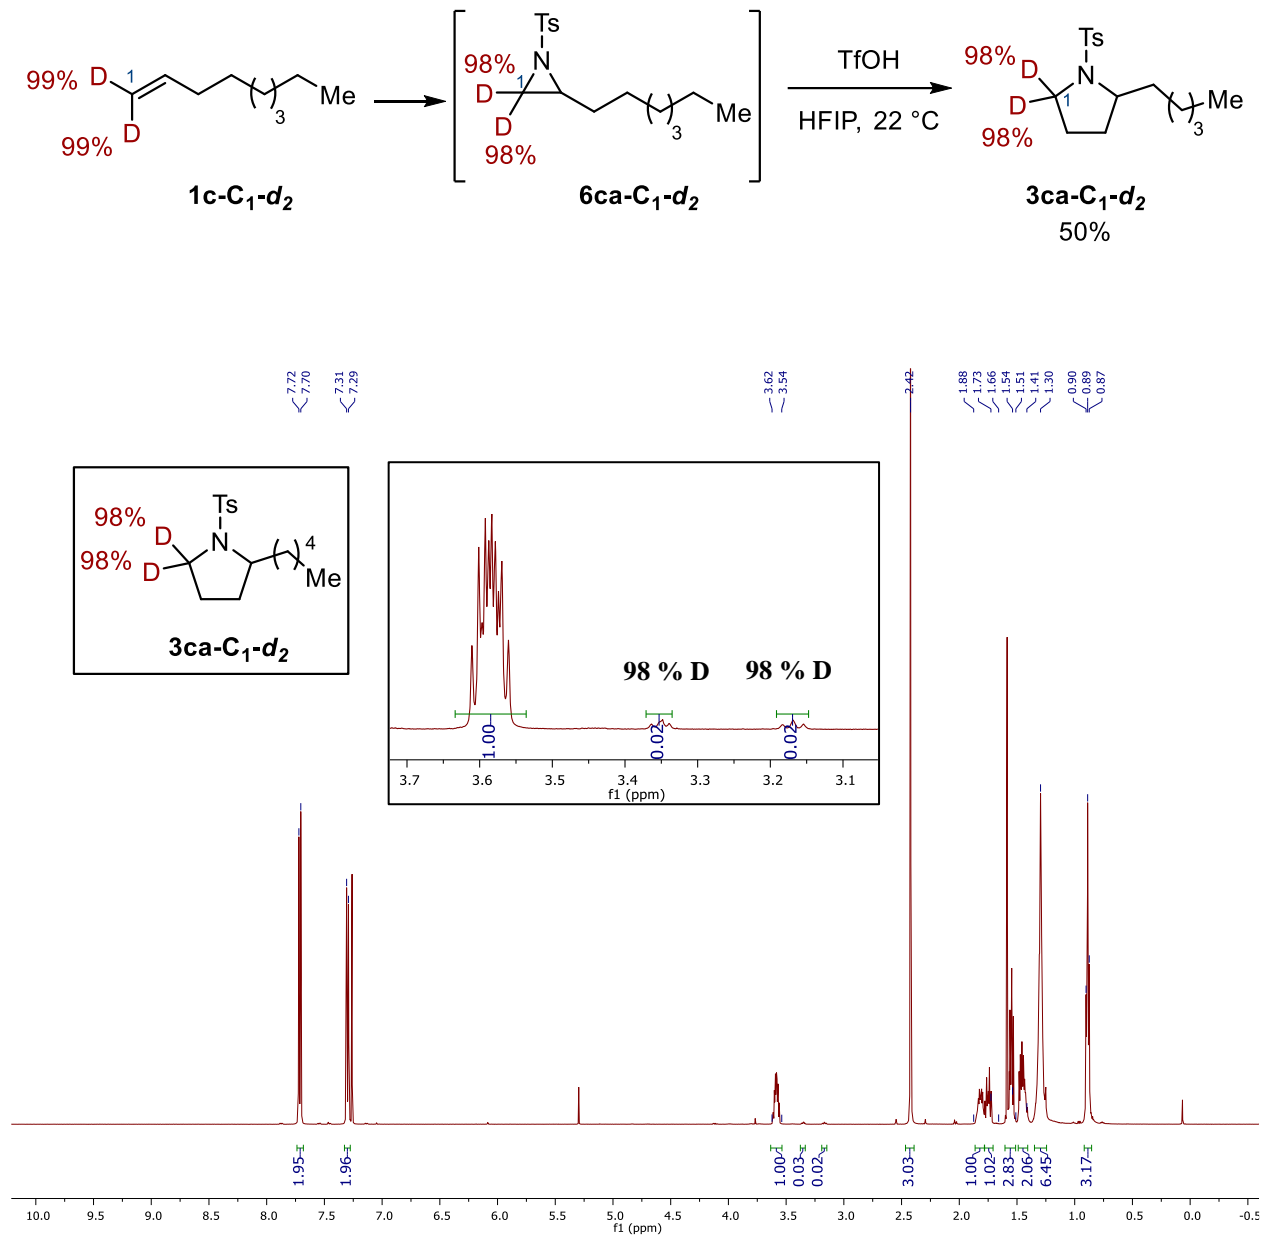 Ts
N
98%
1
D
D
98%
99%
D
1
D
99%
3
Me
3
Me
TfOH
HFIP, 22 °C
Ts
N
98%
D
D
98%
1
3
Me
1c-C1-d2
6ca-C1-d2
3ca-C1-d2
50%
7.72
7.70
7.31
7.29
3.62
3.54
2.42
1.88
1.73
1.66
1.54
1.51
1.41
1.30
0.90
0.89
0.87
Ts
N
98%
D
98%
D
4
Me
3ca-C1-d2
98 % D 98 % D
1.00
0.02
0.02
3.7 3.6 3.5 3.4 3.3 3.2 3.1
f1 (ppm)
1.95
1.96
1.00
0.03
0.02
3.03
1.00
1.02
2.83
2.06
6.45
3.17
10.0 9.5 9.0 8.5 8.0 7.5 7.0 6.5 6.0 5.5 5.0 4.5 4.0 3.5 3.0 2.5 2.0 1.5 1.0 0.5 0.0 -0.5
f1 (ppm)